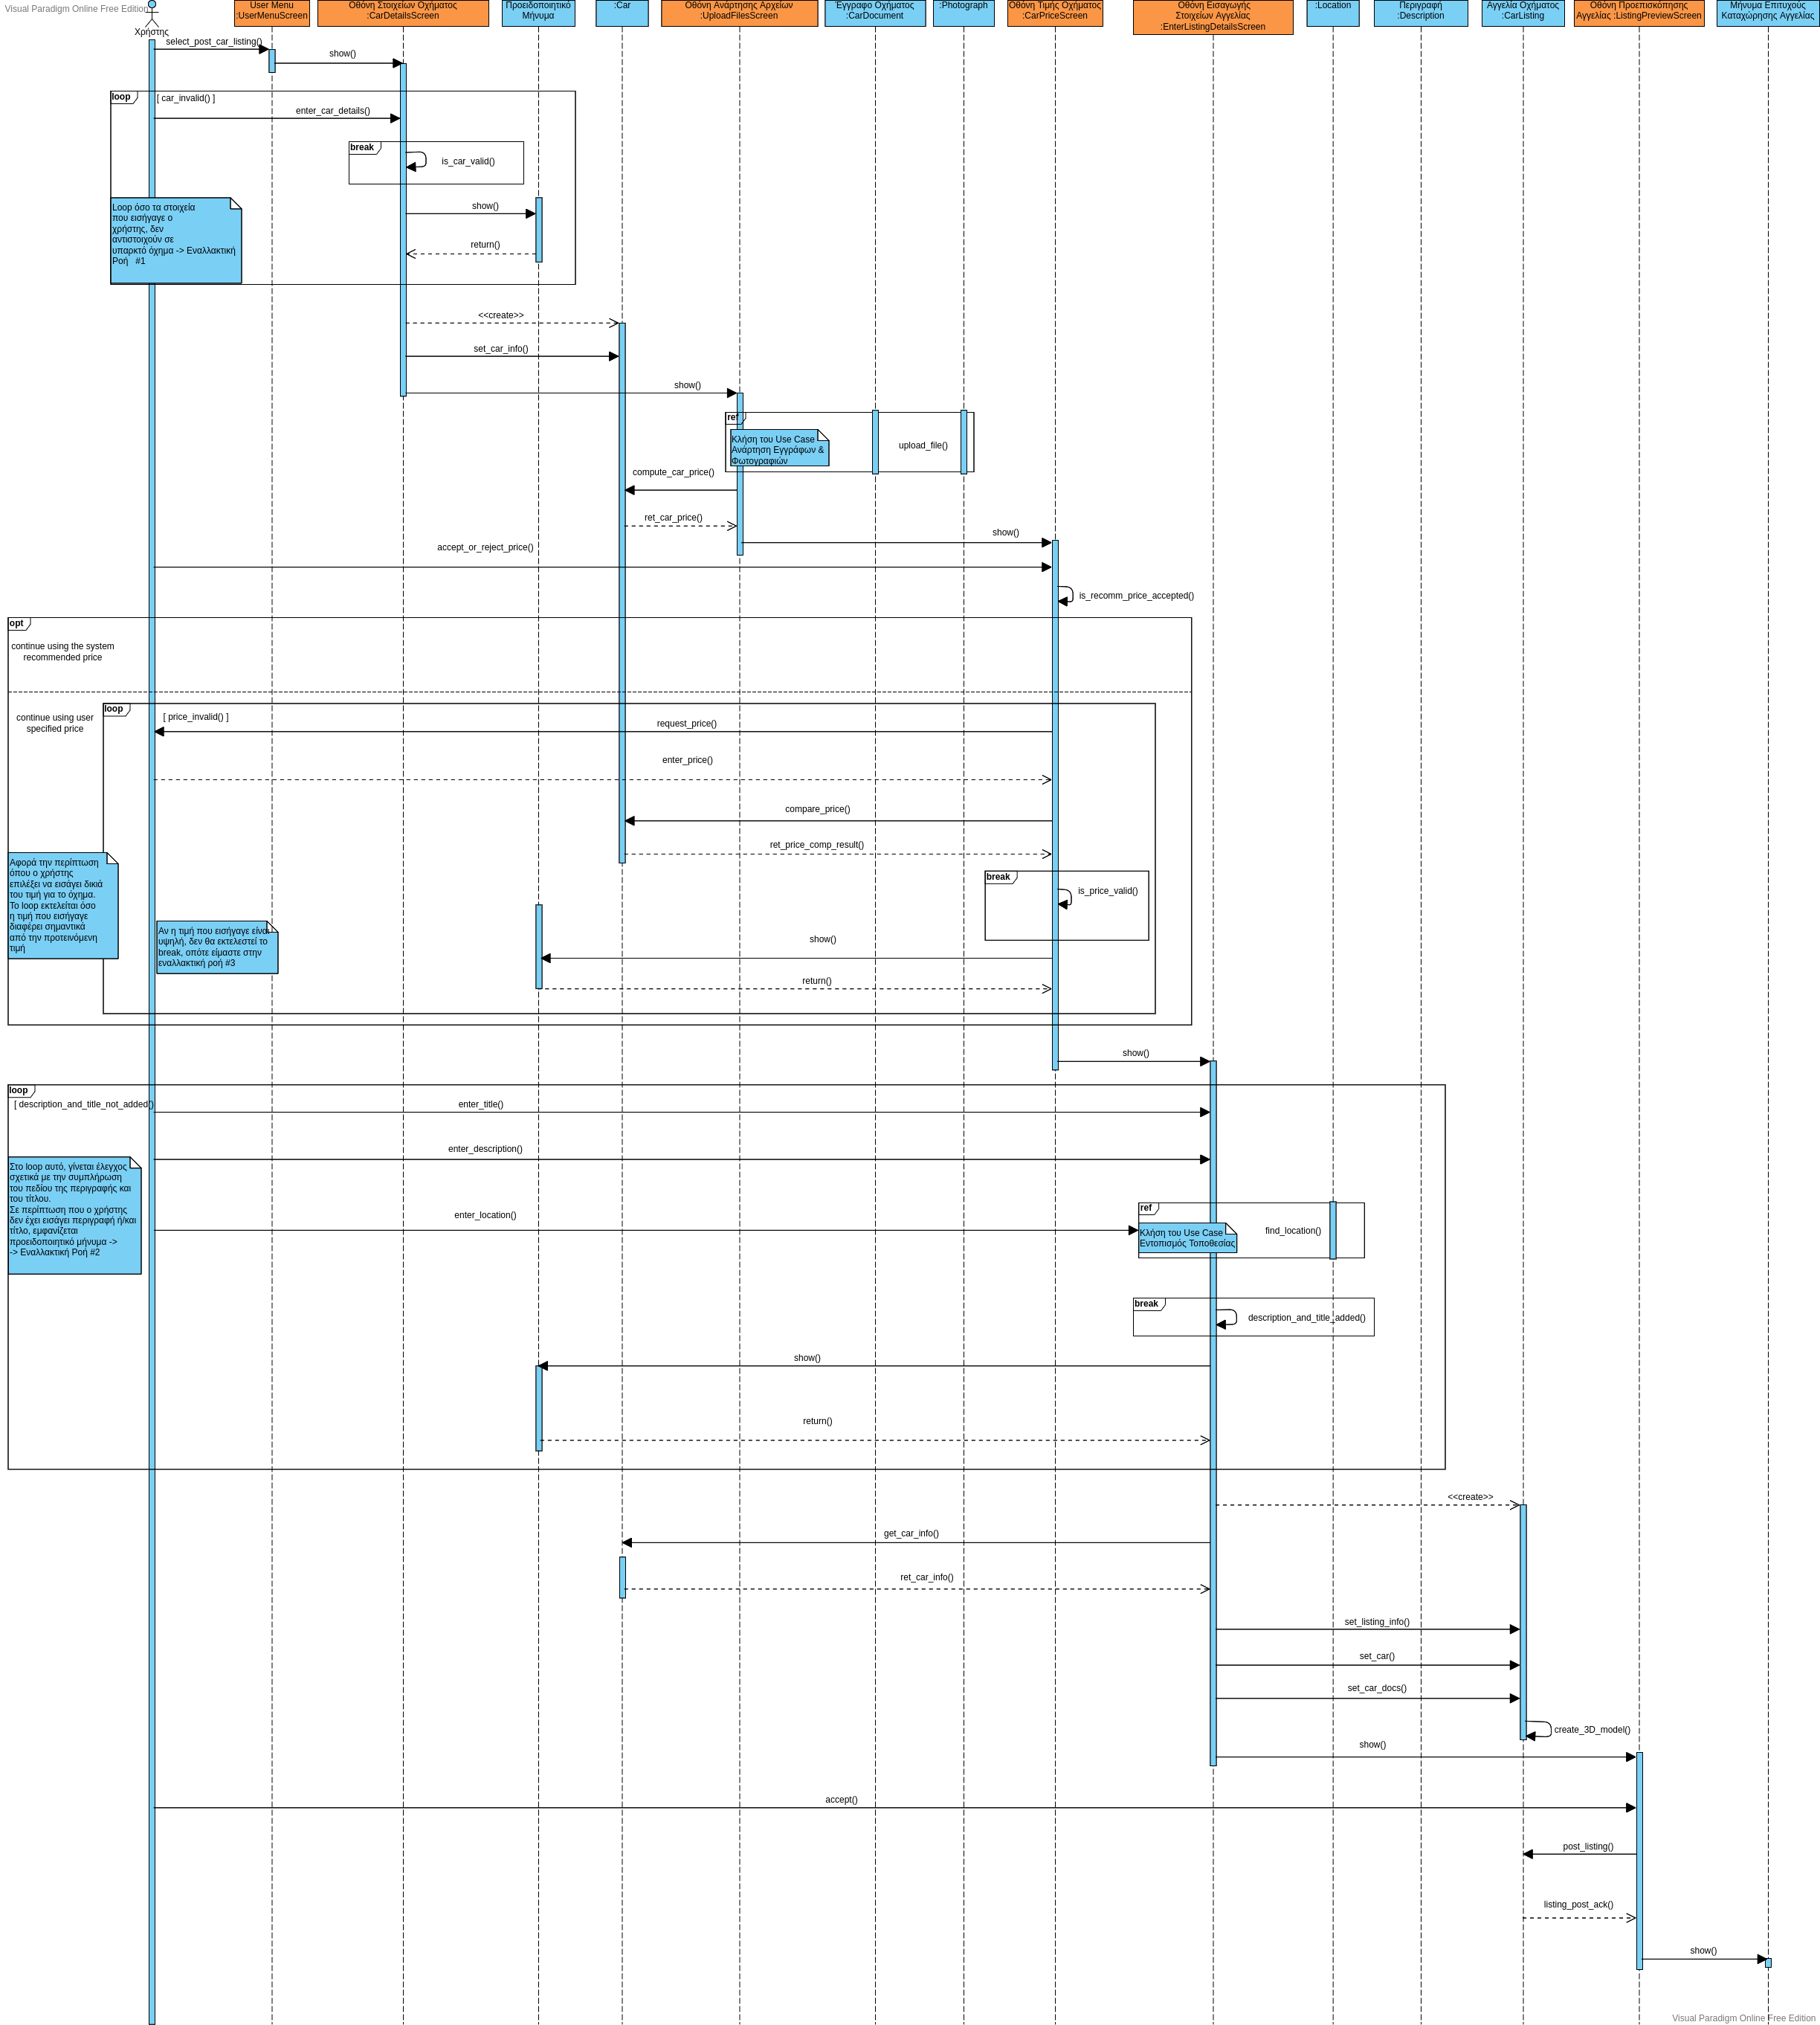 Visual Paradigm Online Free Edition
Χρήστης
User Menu
:UserMenuScreen
Οθόνη Στοιχείων Οχήματος
:CarDetailsScreen
Προειδοποιητικό
Μήνυμα
:Car
Οθόνη Ανάρτησης Αρχείων
:UploadFilesScreen
Έγγραφο Οχήματος
:CarDocument
:Photograph
Οθόνη Τιμής Οχήματος
:CarPriceScreen
Οθόνη Εισαγωγής
Στοιχείων Αγγελίας
:EnterListingDetailsScreen
:Location
Περιγραφή
:Description
Αγγελία Οχήματος
:CarListing
Οθόνη Προεπισκόπησης
Αγγελίας :ListingPreviewScreen
Μήνυμα Επιτυχούς
Καταχώρησης Αγγελίας
select_post_car_listing()
show()
loop
[ car_invalid() ]
enter_car_details()
break
is_car_valid()
Loop όσο τα στοιχεία
που εισήγαγε ο
χρήστης, δεν
αντιστοιχούν σε
υπαρκτό όχημα -> Εναλλακτική
Ροή #1
show()
return()
<<create>>
set_car_info()
show()
ref
Κλήση του Use Case
Ανάρτηση Εγγράφων &
Φωτογραφιών
upload_file()
compute_car_price()
ret_car_price()
show()
accept_or_reject_price()
is_recomm_price_accepted()
opt
continue using the system
recommended price
loop
continue using user
specified price
[ price_invalid() ]
request_price()
enter_price()
compare_price()
ret_price_comp_result()
Αφορά την περίπτωση
όπου ο χρήστης
επιλέξει να εισάγει δικιά
του τιμή για το όχημα.
Το loop εκτελείται όσο
η τιμή που εισήγαγε
διαφέρει σημαντικά
από την προτεινόμενη
τιμή
break
is_price_valid()
Αν η τιμή που εισήγαγε είναι
υψηλή, δεν θα εκτελεστεί το
break, οπότε είμαστε στην
εναλλακτική ροή #3
show()
return()
show()
loop
[ description_and_title_not_added()
enter_title()
enter_description()
Στο loop αυτό, γίνεται έλεγχος
σχετικά με την συμπλήρωση
του πεδίου της περιγραφής και
του τίτλου.
Σε περίπτωση που ο χρήστης
δεν έχει εισάγει περιγραφή ή/και
τίτλο, εμφανίζεται
προειδοποιητικό μήνυμα ->
-> Εναλλακτική Ροή #2
enter_location()
ref
Κλήση του Use Case
Εντοπισμός Τοποθεσίας
find_location()
break
description_and_title_added()
show()
return()
<<create>>
get_car_info()
ret_car_info()
set_listing_info()
set_car()
set_car_docs()
create_3D_model()
show()
accept()
post_listing()
listing_post_ack()
show()
Visual Paradigm Online Free Edition